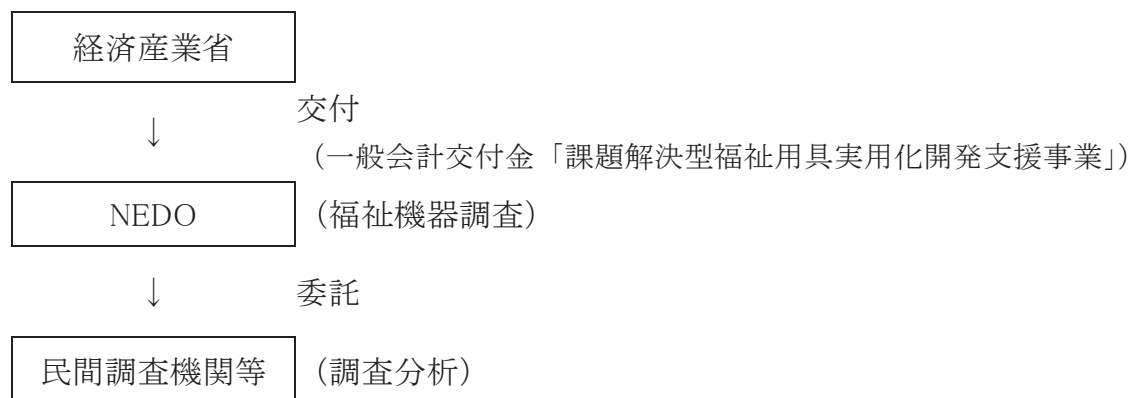 経済産業省
↓
交付
（一般会計交付金「課題解決型福祉用具実用化開発支援事業」）
NEDO （福祉機器調査）
↓ 委託
民間調査機関等 （調査分析）